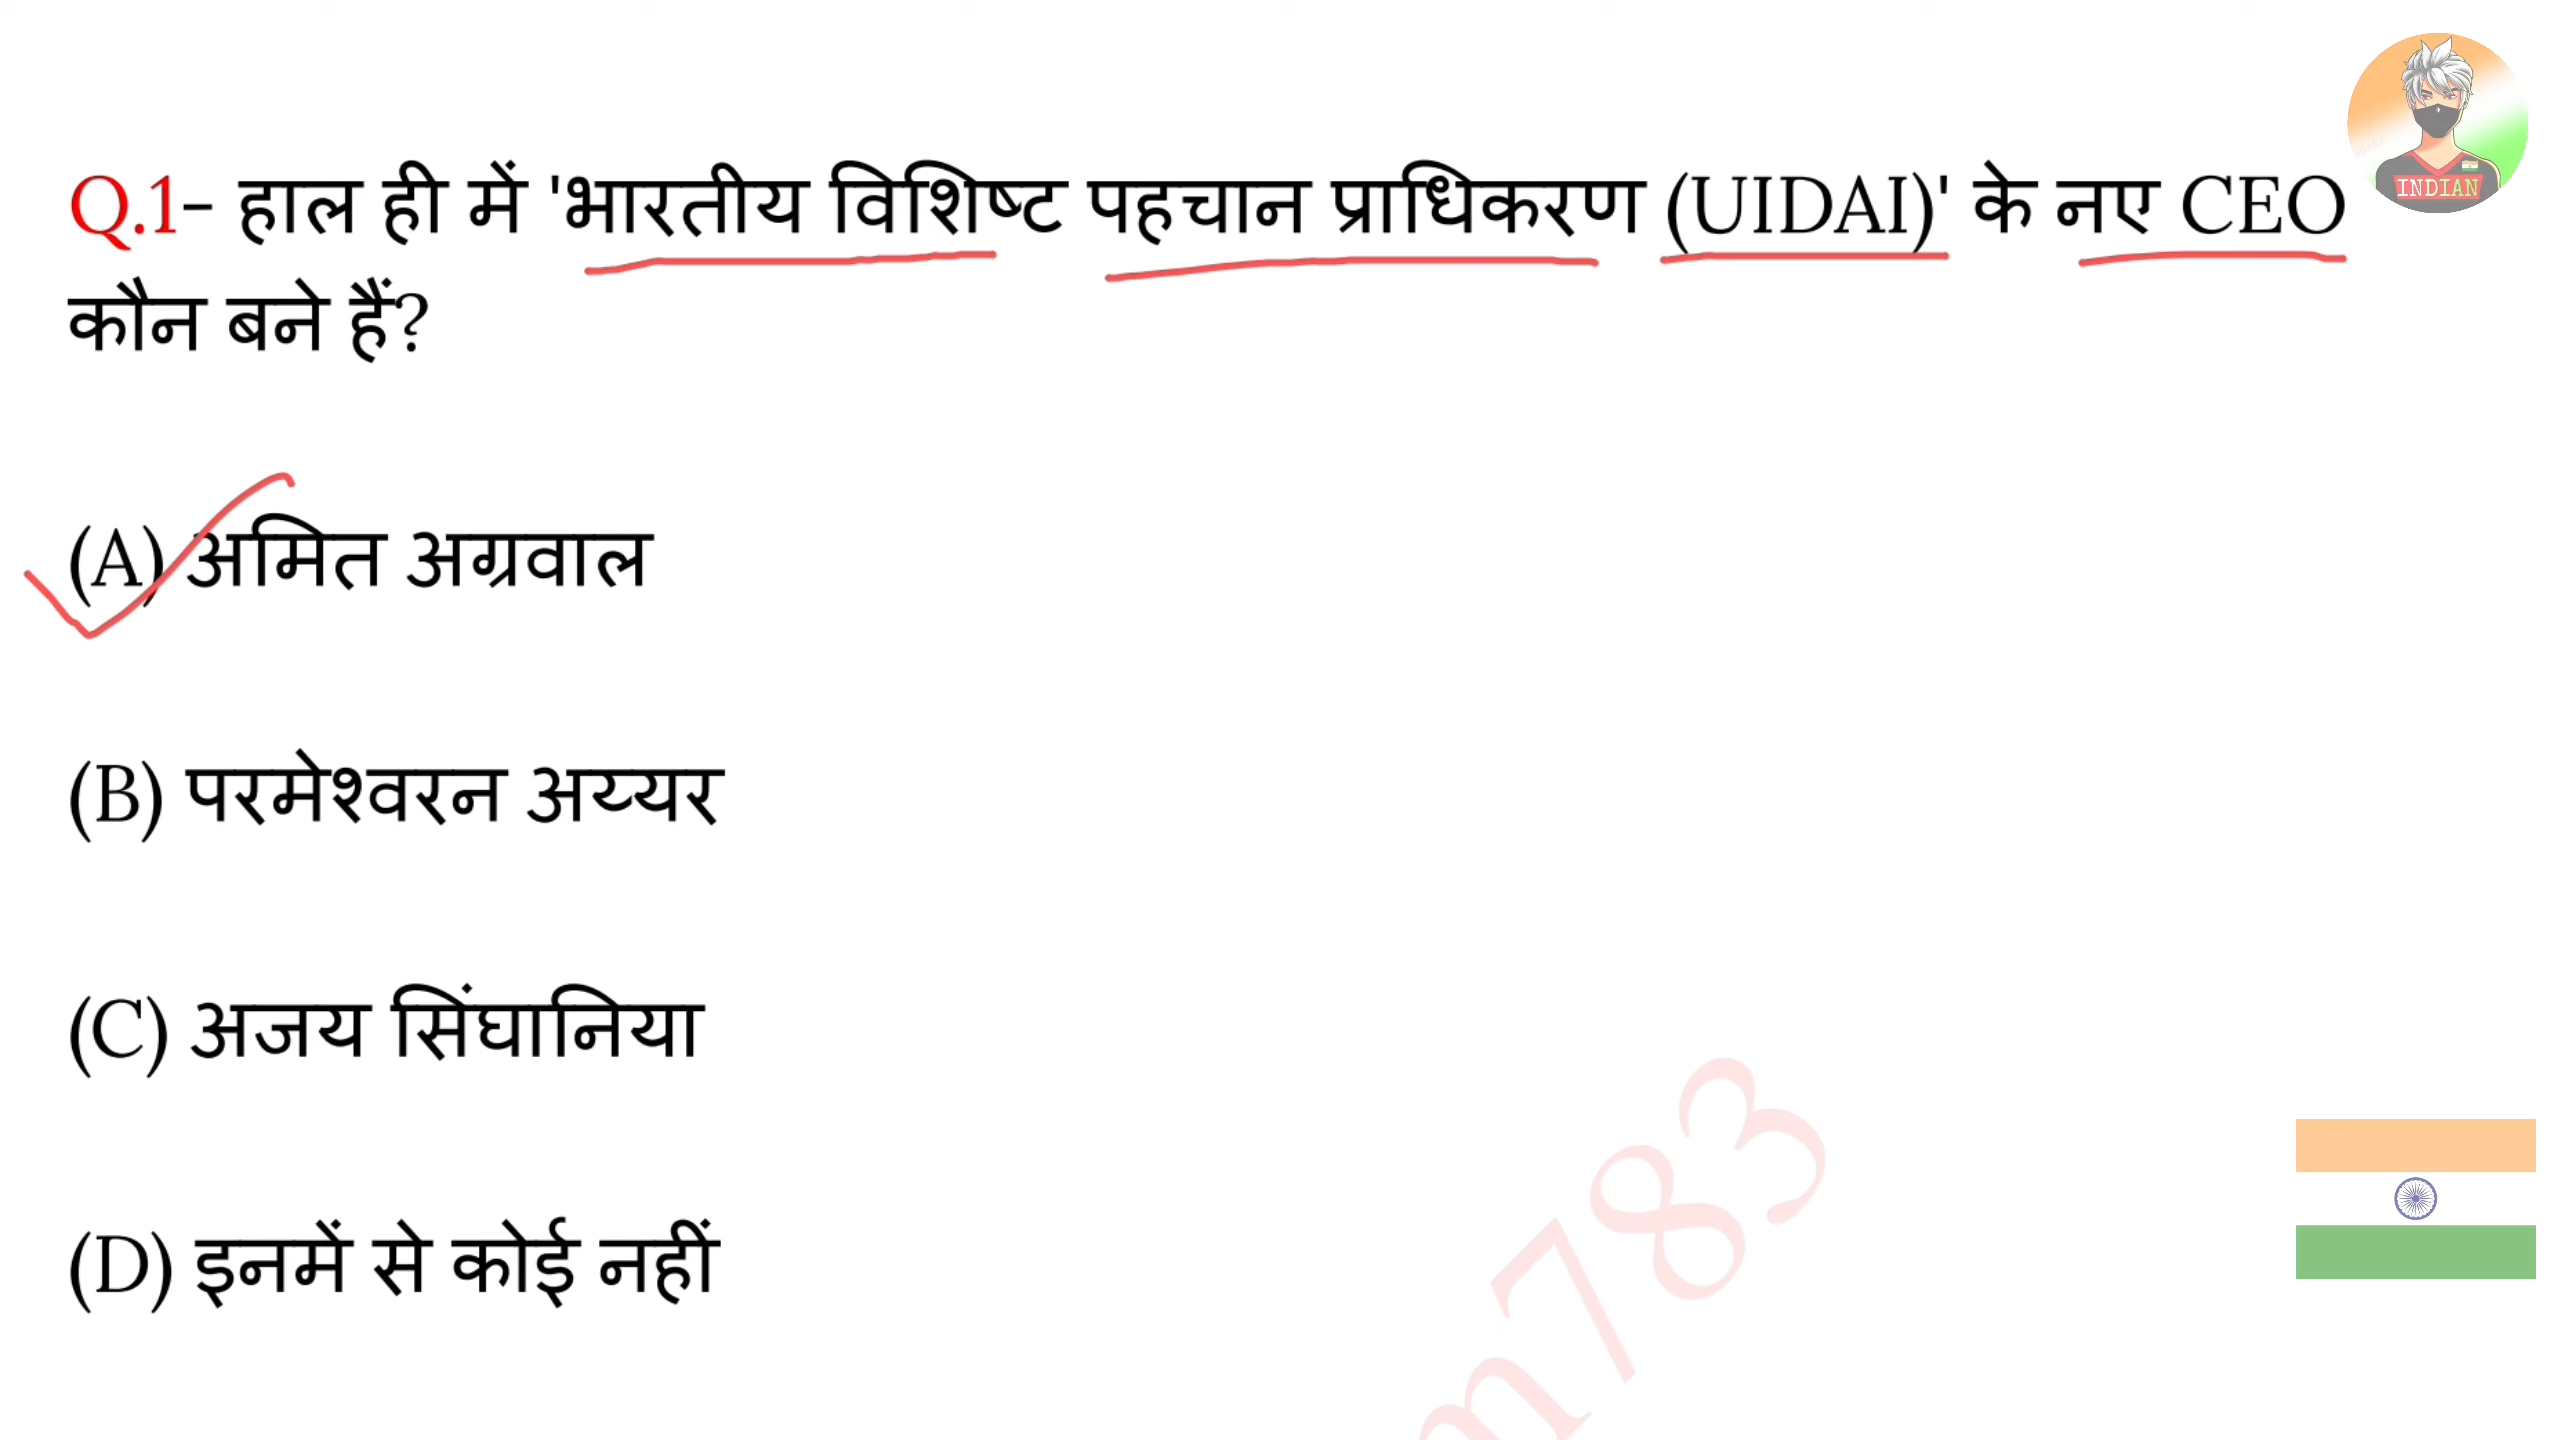 Q.1- हाल ही में 'भारतीय विशिष्ट पहचान प्राधिकरण (UIDAI)' के नए CEO
कौन बने हैं?
(A) अमित अग्रवाल
(B) परमेश्वरन अय्यर
(C) अजय सिंघानिया
(D) इनमें से कोई नहीं
INDIAN
m783